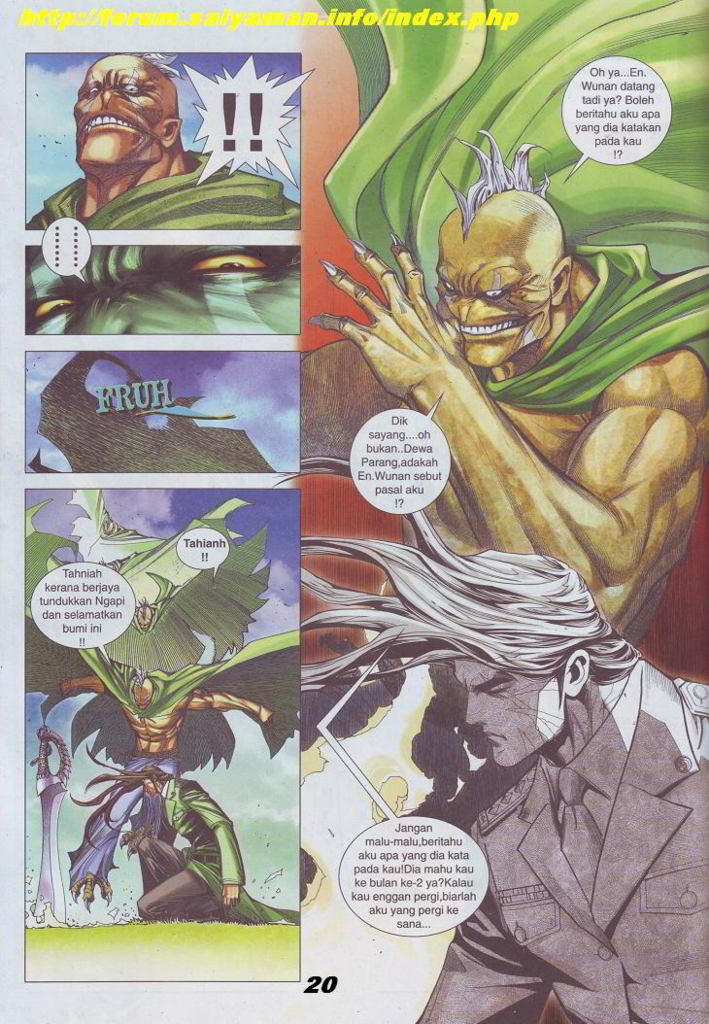 http://forum.saiyaman.info/index.php
!!
FRUH
Tahianh
!!
Tahniah
kerana berjaya
tundukkan Ngapi
dan selamatkan
bumi ini
!!
Oh ya...En.
Wunan datang
tadi ya? Boleh
beritahu aku apa
yang dia katakan
pada kau
!?
Dik
sayang....oh
bukan..Dewa
Parang,adakah
En.Wunan sebut
pasal aku
!?
Jangan
malu-malu,beritahu
aku apa yang dia kata
pada kau!Dia mahu kau
ke bulan ke-2 ya?Kalau
kau enggan pergi,biarlah
aku yang pergi ke
sana...
20